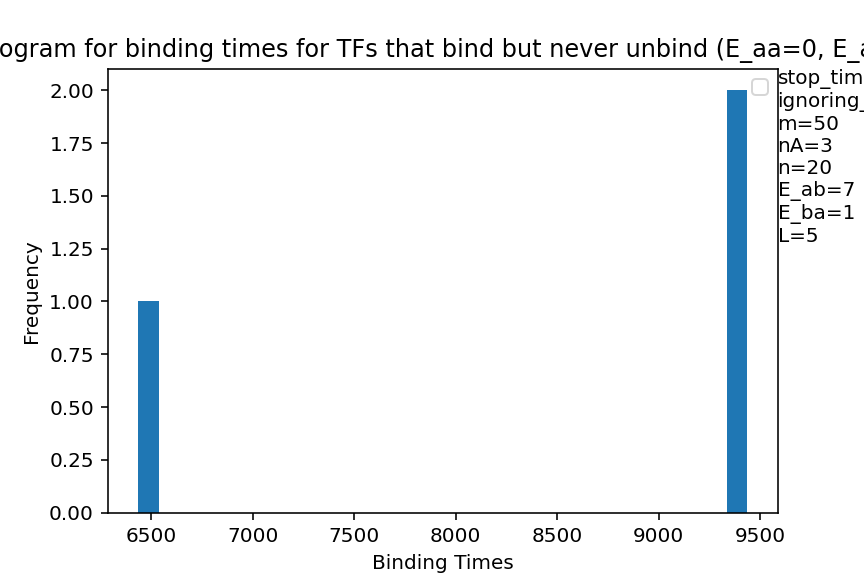 ogram for binding times for TFs that bind but never unbind (E_aa=0, E_a
stop_tim
ignoring_
m=50
nA=3
n=20
E_ab=7
E_ba=1
L=5
Frequency
2.00
1.75
1.50
1.25
1.00
0.75
0.50
0.25
0.00
6500 7000 7500 8000 8500 9000 9500
Binding Times